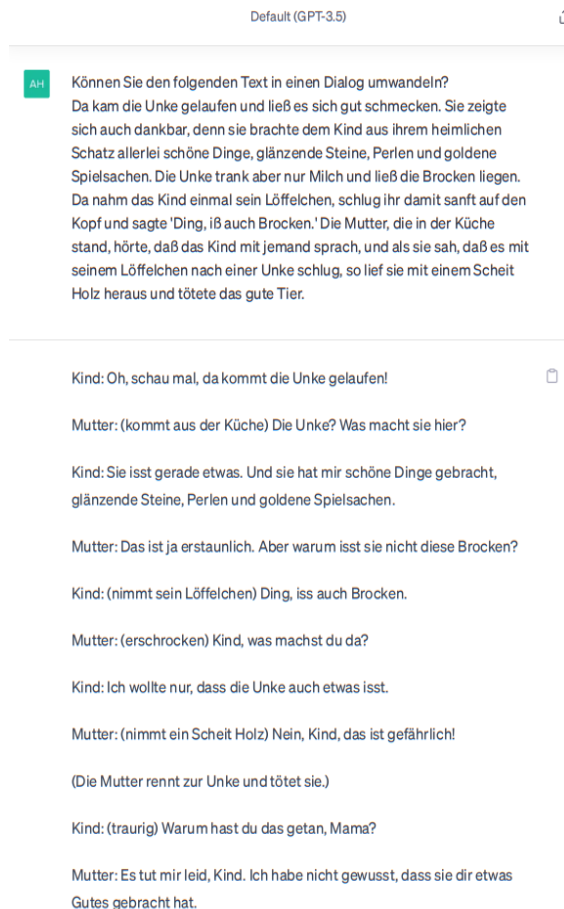 Default (GPT-3.5)
AH
Können Sie den folgenden Text in einen Dialog umwandeln?
Da kam die Unke gelaufen und ließ es sich gut schmecken. Sie zeigte
sich auch dankbar, denn sie brachte dem Kind aus ihrem heimlichen
Schatz allerlei schöne Dinge, glänzende Steine, Perlen und goldene
Spielsachen. Die Unke trank aber nur Milch und ließ die Brocken liegen.
Da nahm das Kind einmal sein Löffelchen, schlug ihr damit sanft auf den
Kopf und sagte 'Ding, iß auch Brocken.' Die Mutter, die in der Küche
stand, hörte, daß das Kind mit jemand sprach, und als sie sah, daß es mit
seinem Löffelchen nach einer Unke schlug, so lief sie mit einem Scheit
Holz heraus und tötete das gute Tier.
Kind: Oh, schau mal, da kommt die Unke gelaufen!
Mutter: (kommt aus der Küche) Die Unke? Was macht sie hier?
Kind: Sie isst gerade etwas. Und sie hat mir schöne Dinge gebracht,
glänzende Steine, Perlen und goldene Spielsachen.
Mutter: Das ist ja erstaunlich. Aber warum isst sie nicht diese Brocken?
Kind: (nimmt sein Löffelchen) Ding, iss auch Brocken.
Mutter: (erschrocken) Kind, was machst du da?
Kind: Ich wollte nur, dass die Unke auch etwas isst.
Mutter: (nimmt ein Scheit Holz) Nein, Kind, das ist gefährlich!
(Die Mutter rennt zur Unke und tötet sie.)
Kind: (traurig) Warum hast du das getan, Mama?
Mutter: Es tut mir leid, Kind. Ich habe nicht gewusst, dass sie dir etwas
Gutes gebracht hat.